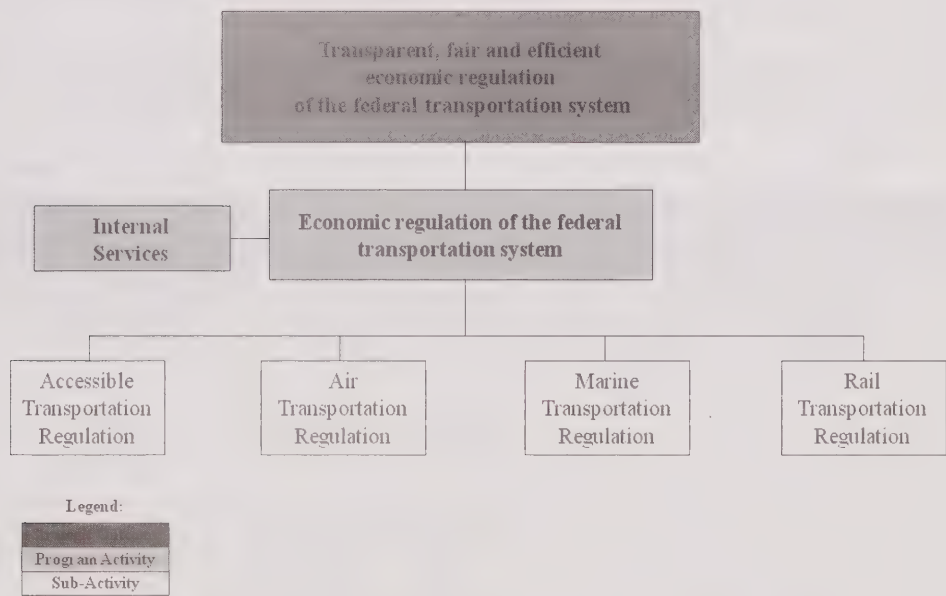 Transparent, fair and efficient
economic regulation
of the federal transportation system
Internal
Services
Economic regulation of the federal
transportation system
Accessible
Transportation
Regulation
Air
Transportation
Regulation
Marine
Transportation
Regulation
Rail
Transportation
Regulation
Legend:
Program Activity
Sub-Activity